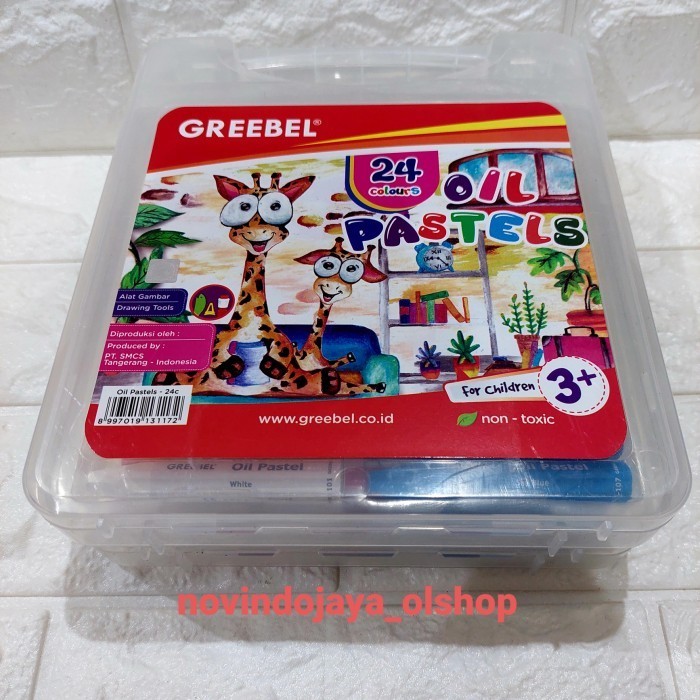 GREEBEL®
24
colours
OIL
PASTELS
Alat Gambar
Drawing Tools
Diproduksi oleh :
Produced by :
PT. SMCS
Tangerang - Indonesia
Oil Pastels - 24c
8 997019 131172
For Children
3+
www.greebel.co.id
non - toxic
GREEBEL Oil Pastel
White
Oil Pastel
novindojaya_olshop